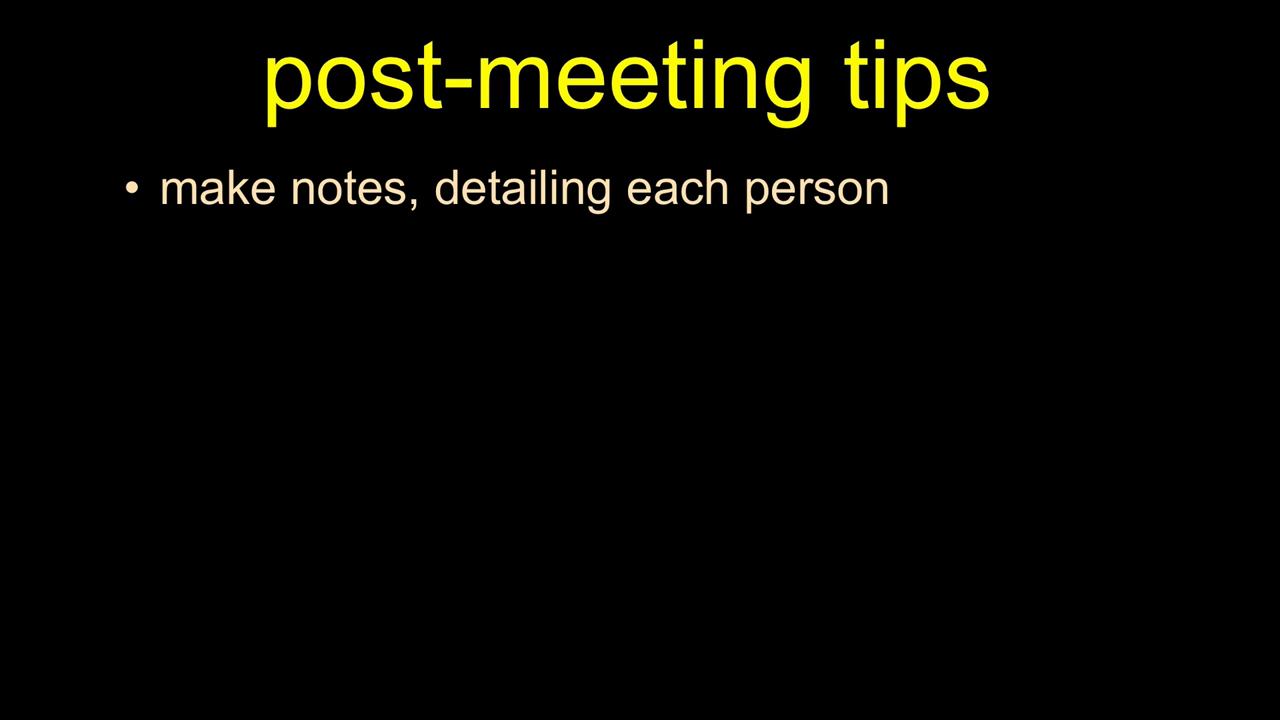 post-meeting tips
• make notes, detailing each person